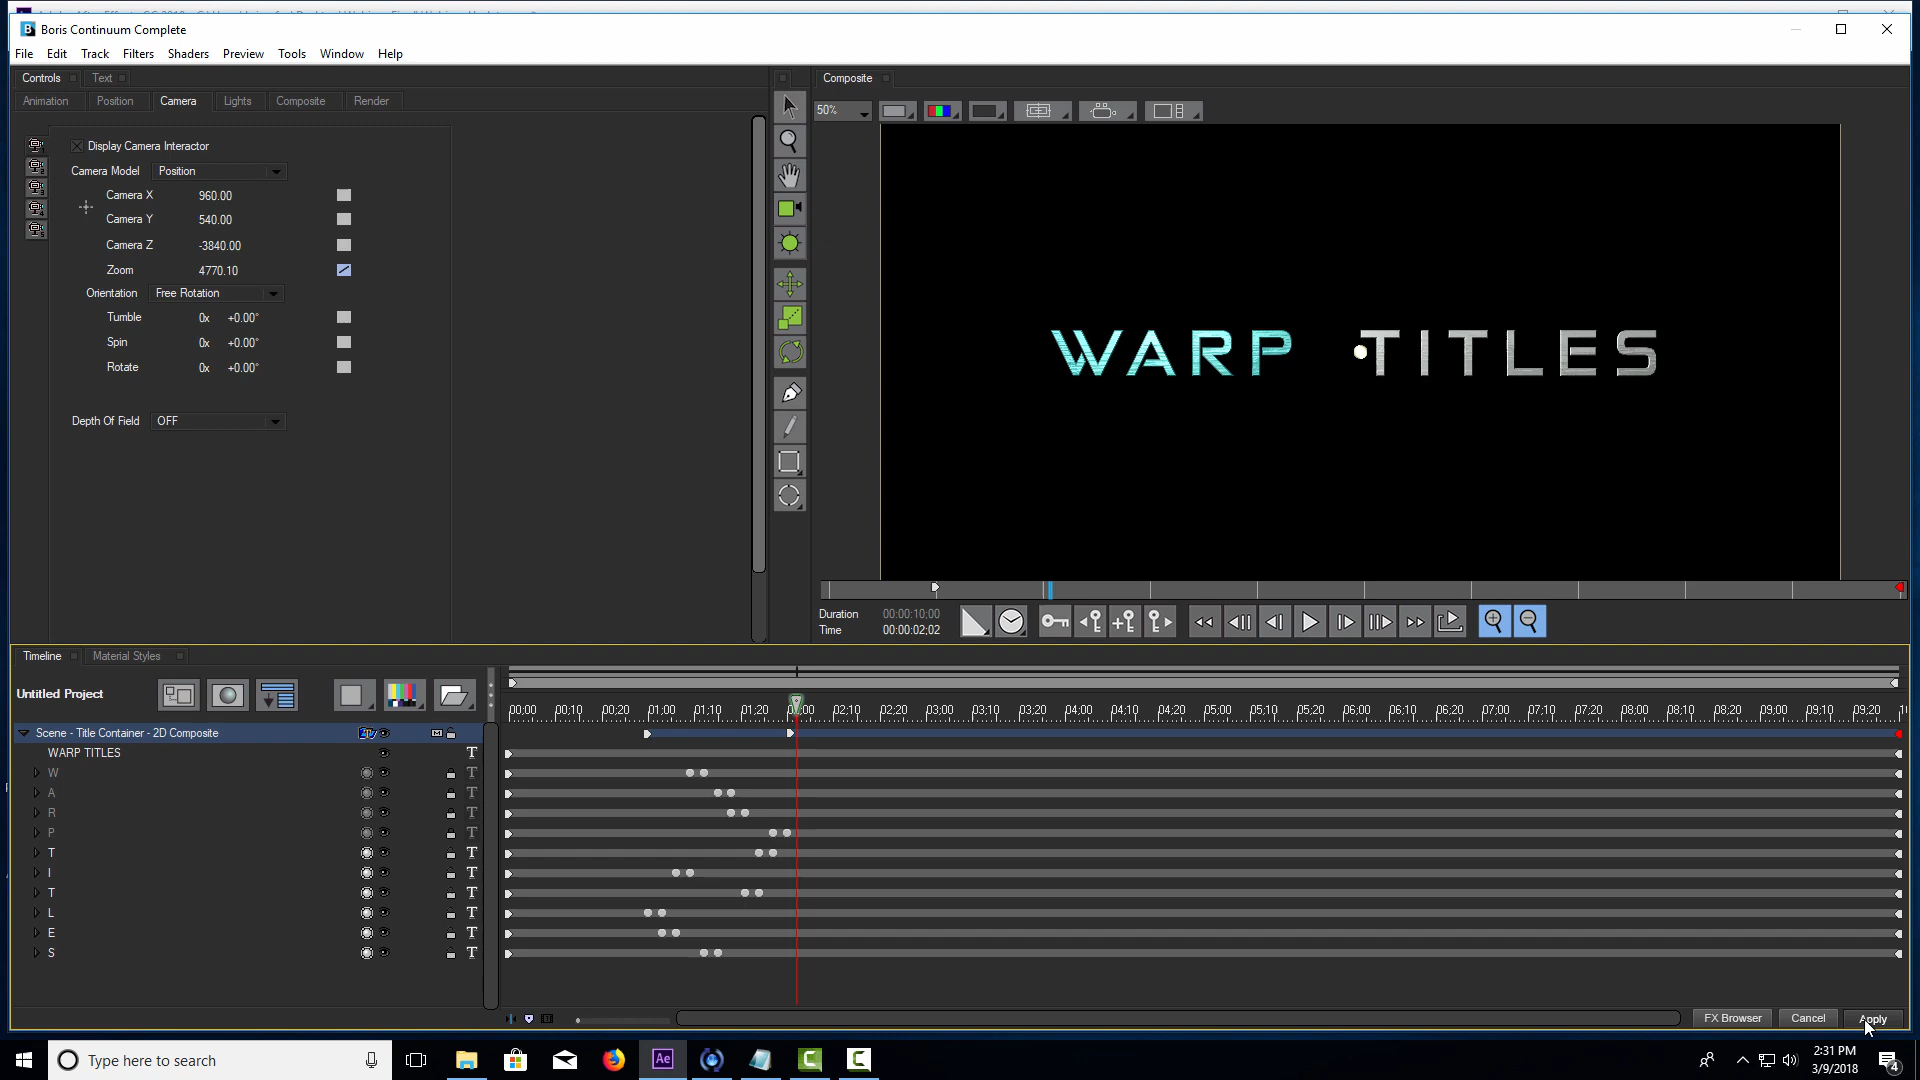 Boris Continuum Complete
File Edit Track Filters Shaders Preview Tools Window Help
Controls Text
Animation Position Camera Lights Composite Render
Display Camera Interactor
Camera Model Position
Camera X 960.00
Camera Y 540.00
Camera Z -3840.00
Zoom 4770.10
Orientation Free Rotation
Tumble 0x +0.00°
Spin 0x +0.00°
Rotate 0x +0.00°
Depth Of Field OFF
Composite
50%
WARP TITLES
Duration 00:00:10;00
Time 00:00:02;02
Timeline Material Styles
Untitled Project
00;00 00;10 00;20 01;00 01;10 01;20 02;00 02;10 02;20 03;00 03;10 03;20 04;00 04;10 04;20 05;00 05;10 05;20 06;00 06;10 06;20 07;00 07;10 07;20 08;00 08;10 08;20 09;00 09;10 09;20
Scene - Title Container - 2D Composite
WARP TITLES T
W T
A T
R T
P T
T T
I T
T T
L T
E T
S T
FX Browser Cancel Apply
Type here to search
Ae
2:31 PM
3/9/2018
4